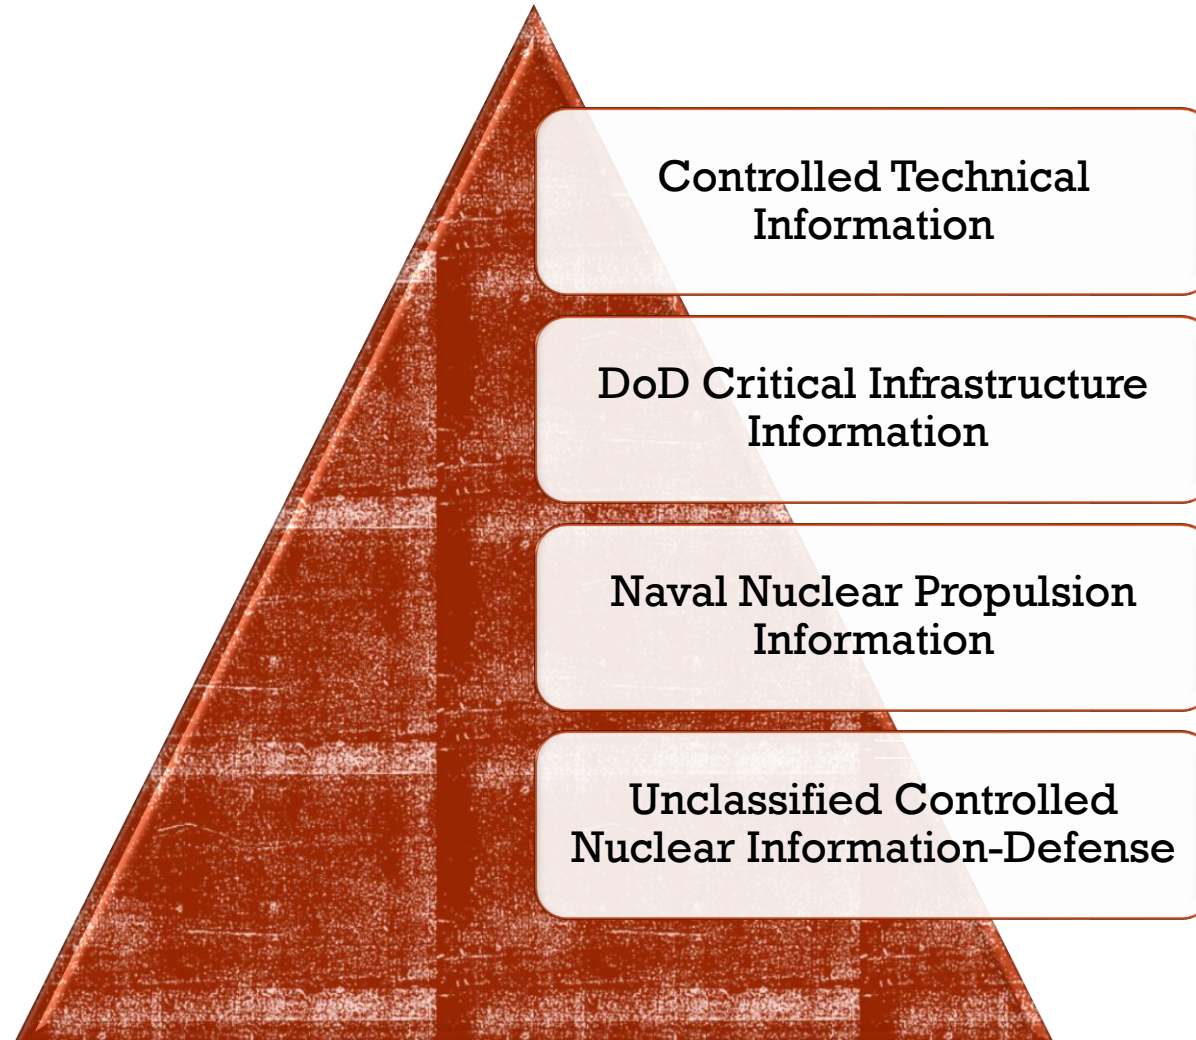 Controlled Technical
Information
DoD Critical Infrastructure
Information
Naval Nuclear Propulsion
Information
Unclassified Controlled
Nuclear Information-Defense